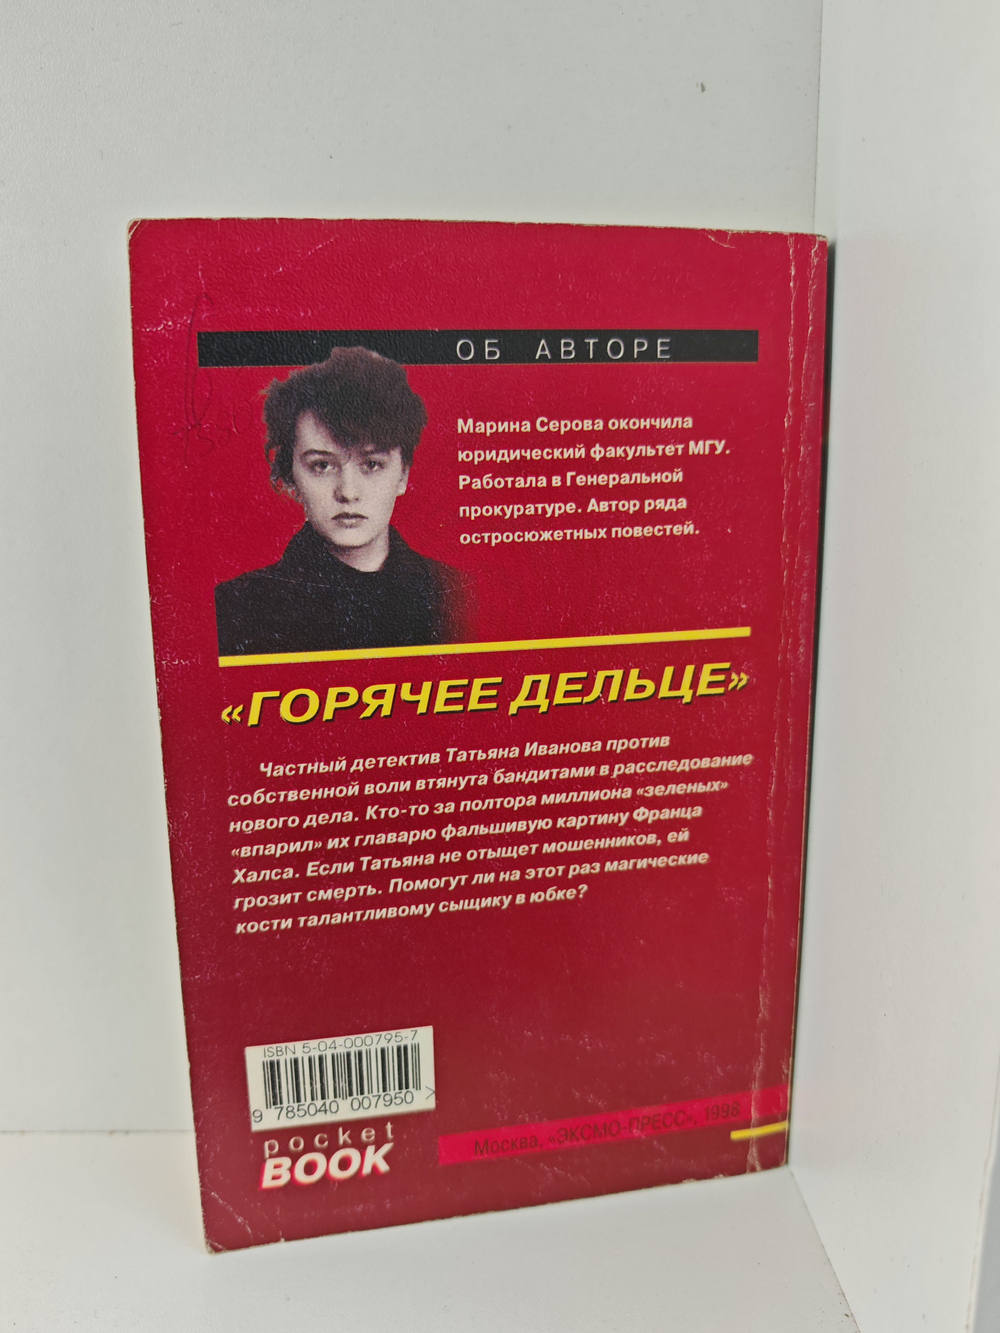 ОБ АВТОРЕ
Марина Серова окончила
юридический факультет МГУ.
Работала в Генеральной
прокуратуре. Автор ряда
остросюжетных повестей.
«ГОРЯЧЕЕ ДЕЛЬЦЕ»
Частный детектив Татьяна Иванова против
собственной воли втянута бандитами в расследование
нового дела. Кто-то за полтора миллиона «зеленых»
«впарил» их главарю фальшивую картину Франца
Халса. Если Татьяна не отыщет мошенников, ей
грозит смерть. Помогут ли на этот раз магические
кости талантливому сыщику в юбке?
ISBN 5-04-000795-7
9 785040 007950 >
pocket
BOOK
Москва, «ЭКСМО-ПРЕСС», 1998